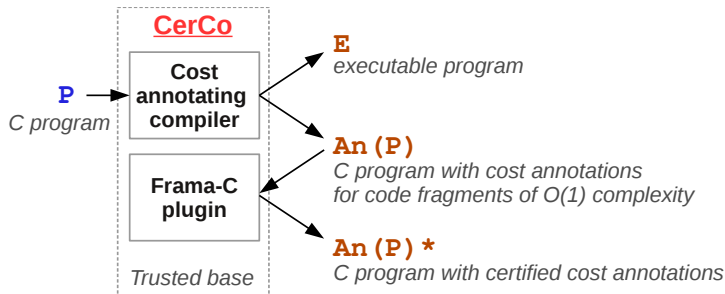 CerCo
Cost
annotating
compiler
P
C program
E
executable program
An(P)
C program with cost annotations
for code fragments of O(1) complexity
Frama-C
plugin
An(P)*
C program with certified cost annotations
Trusted base